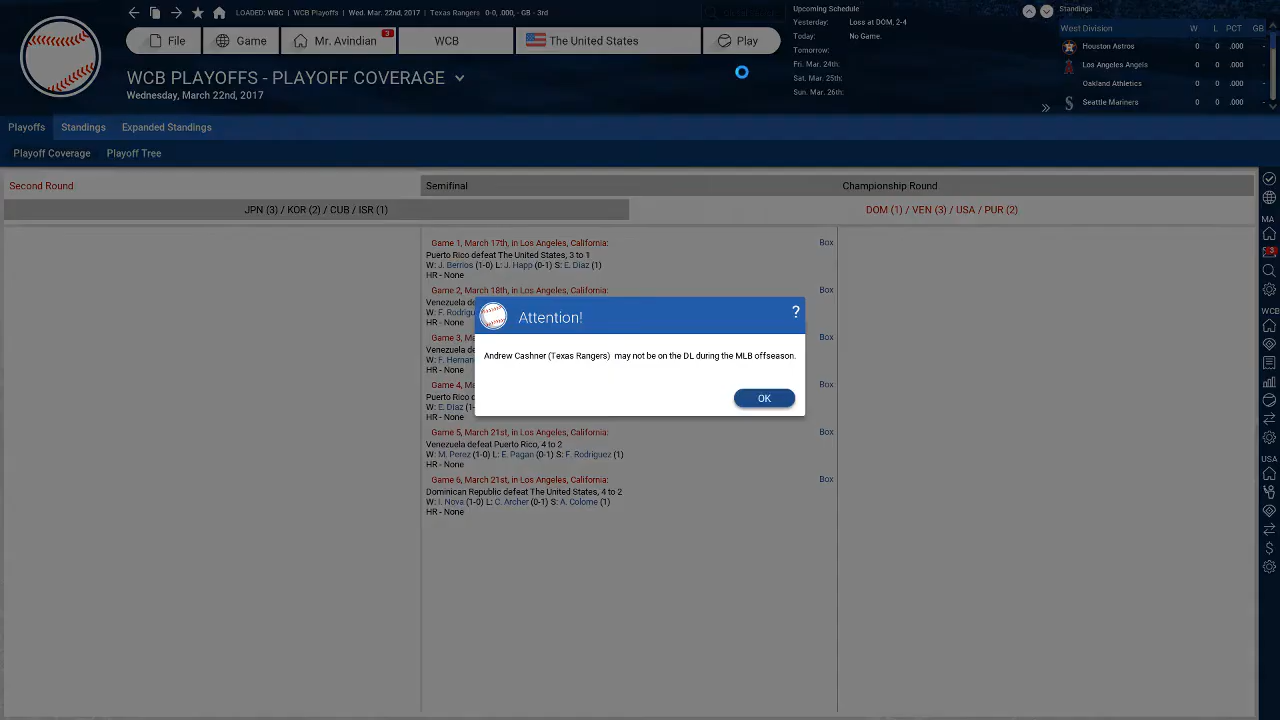 LOADED: WBC | WCB Playoffs | Wed. Mar. 22nd, 2017 | Texas Rangers 0-0, .000, - GB - 3rd
File
Game
Mr. Avindian
3
WCB
The United States
Play
WCB PLAYOFFS - PLAYOFF COVERAGE
Wednesday, March 22nd, 2017
Upcoming Schedule
Yesterday: Loss at DOM. 2-4
Today: No Game.
Tomorrow:
Fri. Mar. 24th:
Sat. Mar. 25th:
Sun. Mar. 26th:
Standings
West Division W L PCT GB
Houston Astros 0 0 .000 -
Los Angeles Angels 0 0 .000 -
Oakland Athletics 0 0 .000 -
Seattle Mariners 0 0 .000 -
Playoffs Standings Expanded Standings
Playoff Coverage Playoff Tree
Second Round Semifinal Championship Round
JPN (3) / KOR (2) / CUB / ISR (1)
DOM (1) / VEN (3) / USA / PUR (2)
Game 1, March 17th, in Los Angeles, California: Box
Puerto Rico defeat The United States, 3 to 1
W: J. Berrios (1-0) L: J. Happ (0-1) S: E. Diaz (1)
HR - None
Game 2, March 18th, in Los Angeles, California: Box
Venezuela de
W: F. Rodrigu
HR - None
Game 3, Ma Box
Venezuela de
W: F. Hernan
HR - None
Game 4, Ma Box
Puerto Rico d
W: E. Diaz (1-
HR - None
Game 5, March 21st, in Los Angeles, California: Box
Venezuela defeat Puerto Rico, 4 to 2
W: M. Perez (1-0) L: E. Pagan (0-1) S: F. Rodriguez (1)
HR - None
Game 6, March 21st, in Los Angeles, California: Box
Dominican Republic defeat The United States, 4 to 2
W: I. Nova (1-0) L: C. Archer (0-1) S: A. Colome (1)
HR - None
Attention!
?
Andrew Cashner (Texas Rangers) may not be on the DL during the MLB offseason.
OK
MA
3
WCB
USA